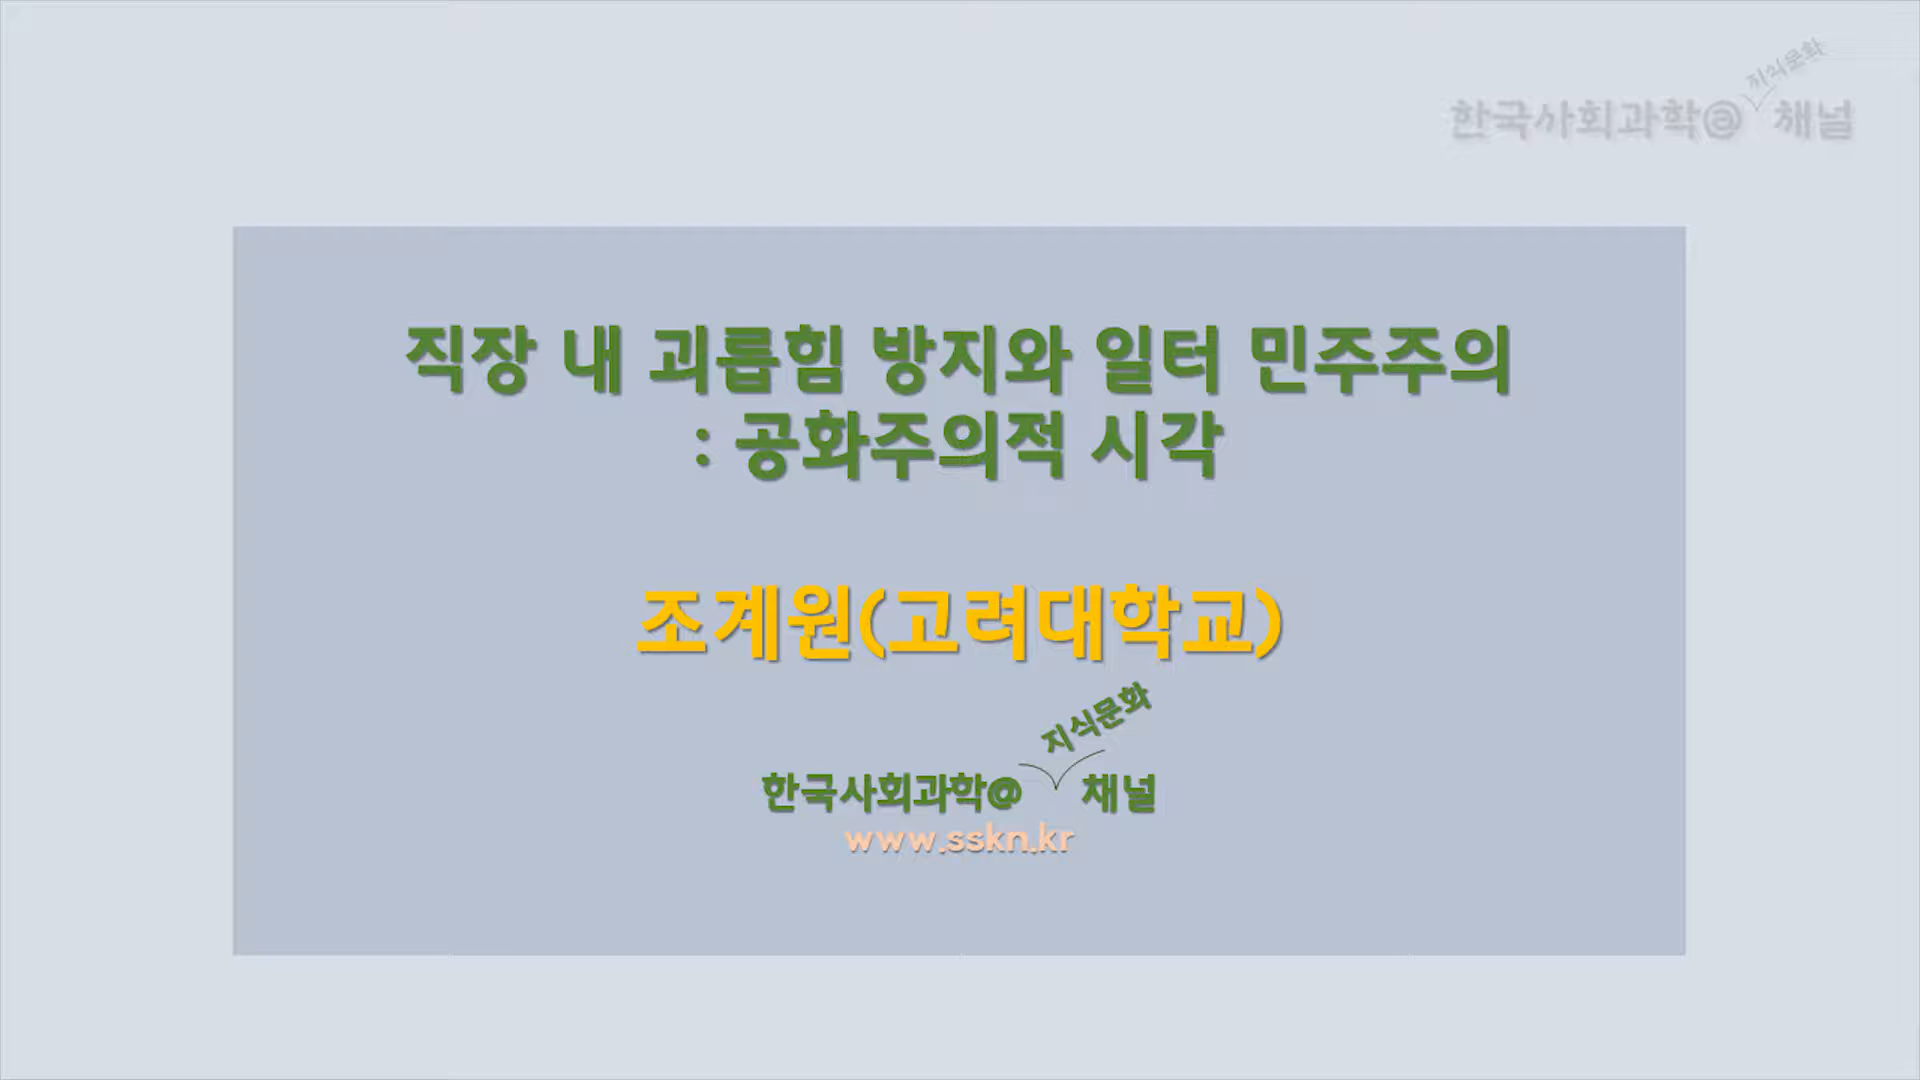 지식문화
한국사회과학@ 채널
직장 내 괴롭힘 방지와 일터 민주주의
: 공화주의적 시각
조계원(고려대학교)
지식문화
한국사회과학@ 채널
www.sskn.kr